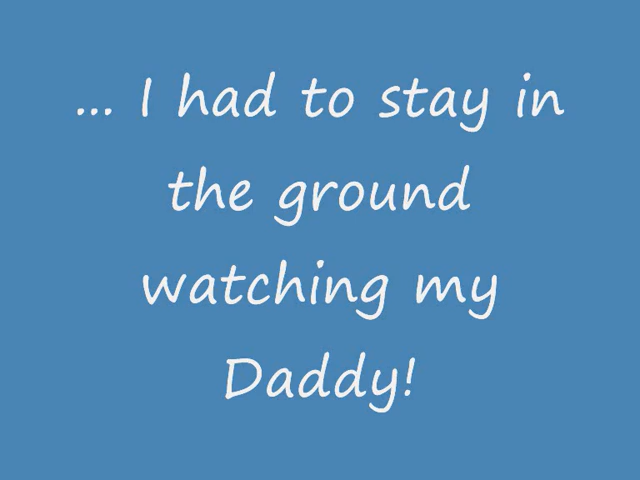 ... I had to stay in
the ground
watching my
Daddy!